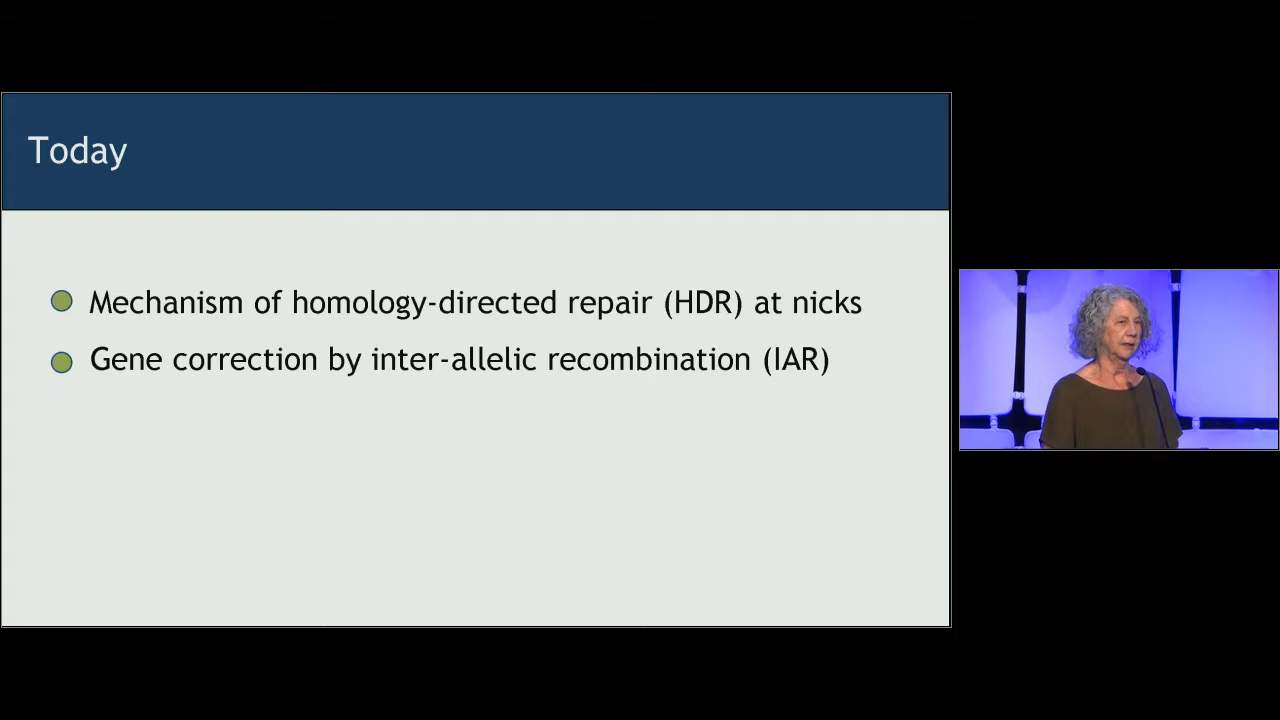 Today
Mechanism of homology-directed repair (HDR) at nicks
Gene correction by inter-allelic recombination (IAR)